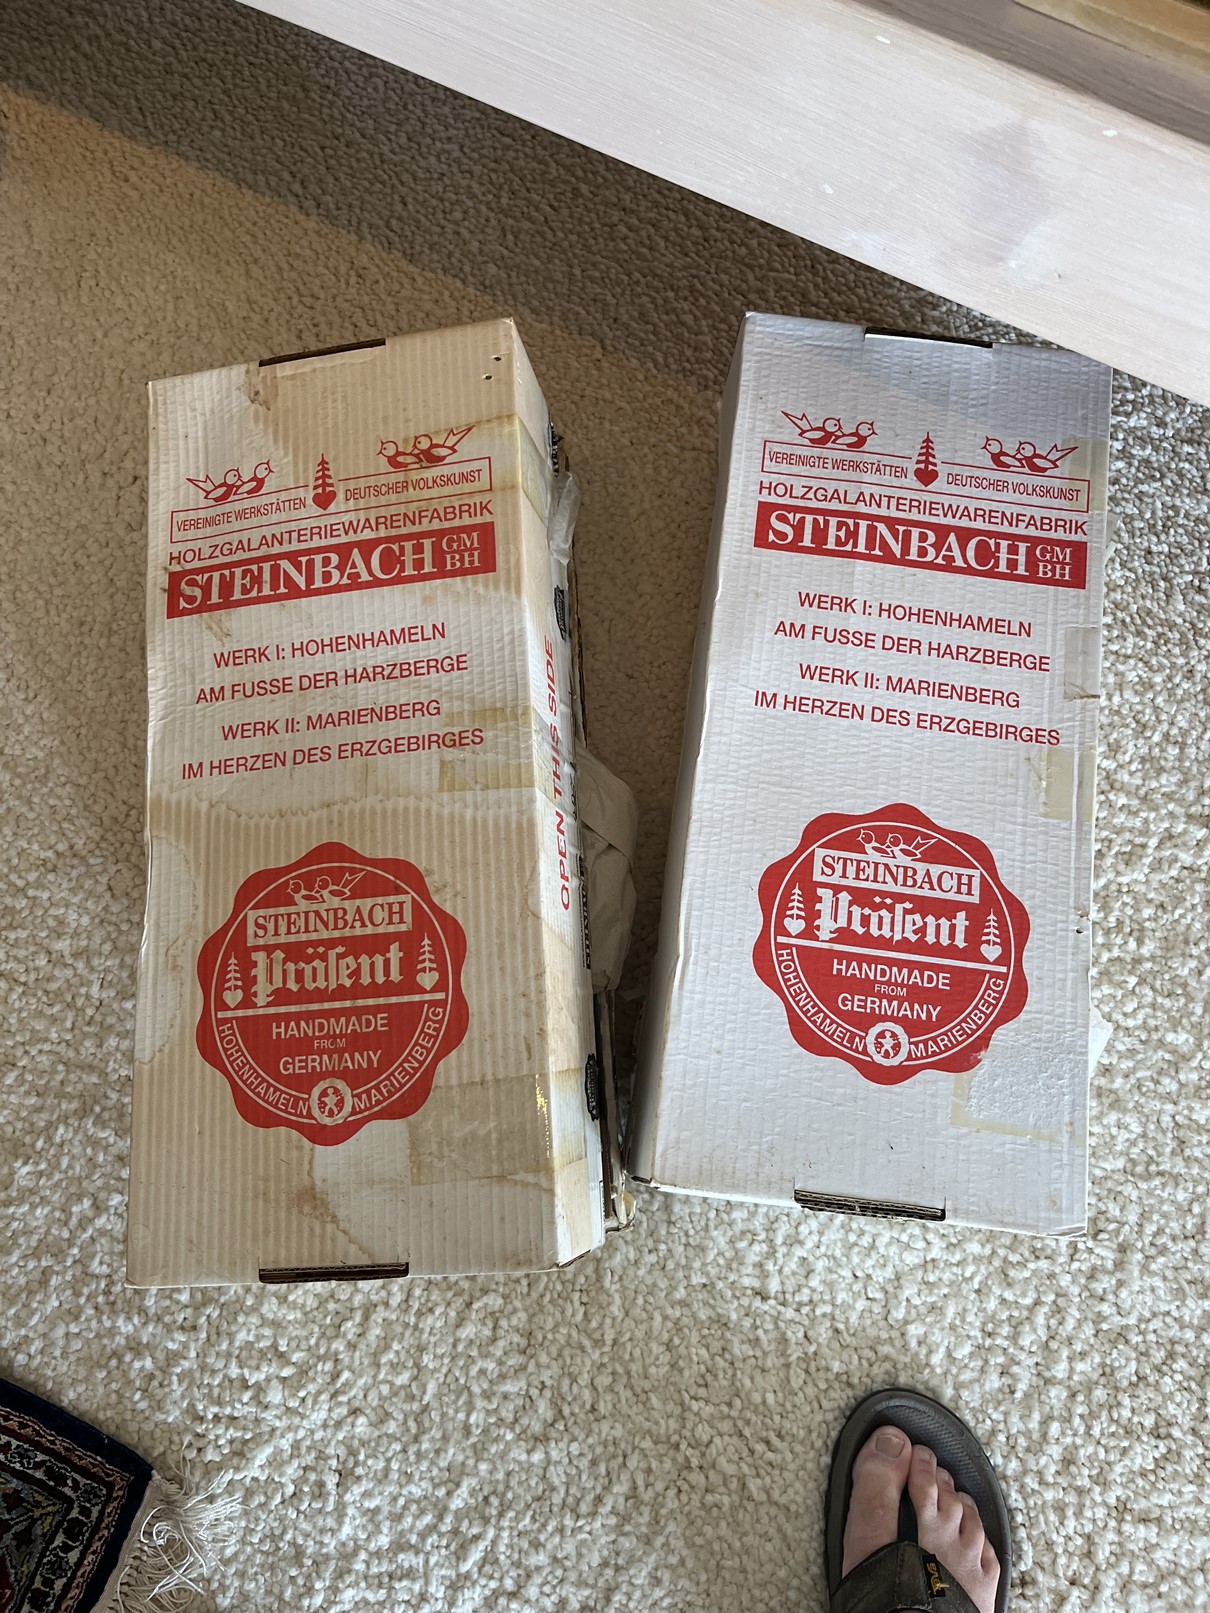 VEREINIGTE WERKSTÄTTEN DEUTSCHER VOLKSKUNST
HOLZGALANTERIEWARENFABRIK
STEINBACH GM BH
WERK I: HOHENHAMELN
AM FUSSE DER HARZBERGE
WERK II: MARIENBERG
IM HERZEN DES ERZGEBIRGES
STEINBACH
Präſent
HANDMADE
FROM
GERMANY
HOHENHAMELN MARIENBERG
OPEN THIS SIDE
VEREINIGTE WERKSTÄTTEN DEUTSCHER VOLKSKUNST
HOLZGALANTERIEWARENFABRIK
STEINBACH GM BH
WERK I: HOHENHAMELN
AM FUSSE DER HARZBERGE
WERK II: MARIENBERG
IM HERZEN DES ERZGEBIRGES
STEINBACH
Präſent
HANDMADE
FROM
GERMANY
HOHENHAMELN MARIENBERG